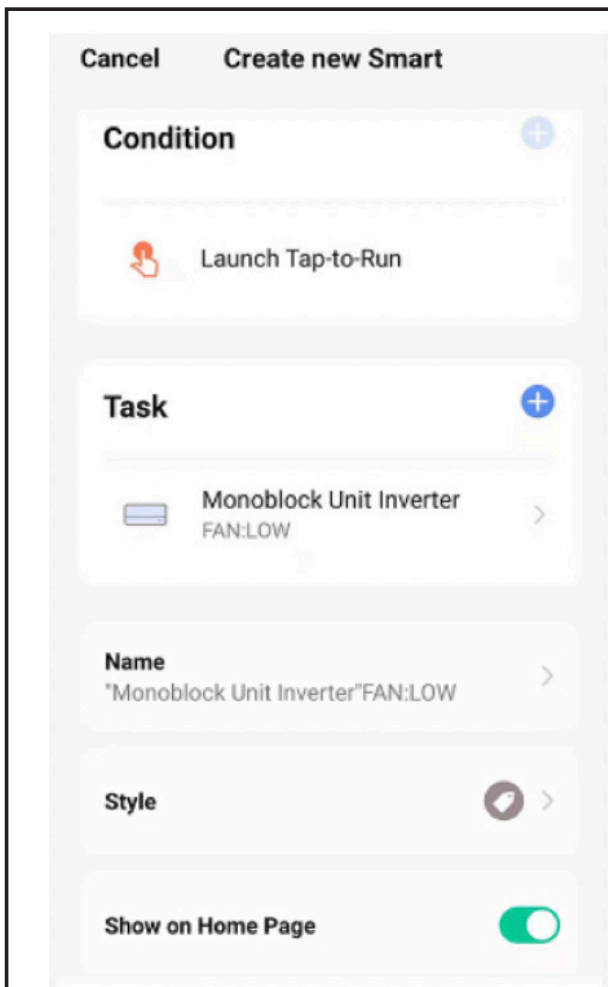 Cancel Create new Smart
Condition
Launch Tap-to-Run
Task
Monoblock Unit Inverter
FAN:LOW
Name
"Monoblock Unit Inverter"FAN:LOW
Style
Show on Home Page